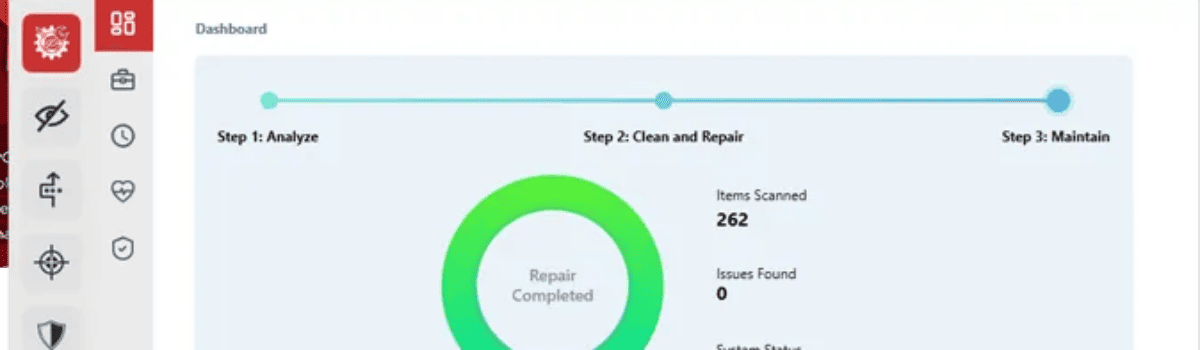 Dashboard
Step 1: Analyze
Step 2: Clean and Repair
Step 3: Maintain
Items Scanned
262
Repair
Completed
Issues Found
0
System Status